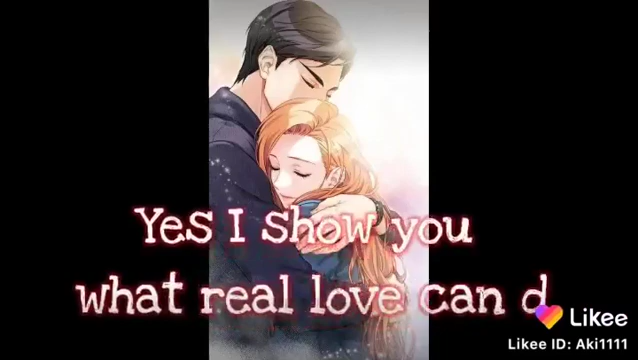 Yes I show you
what real love can d
Likee
Likee ID: Aki1111